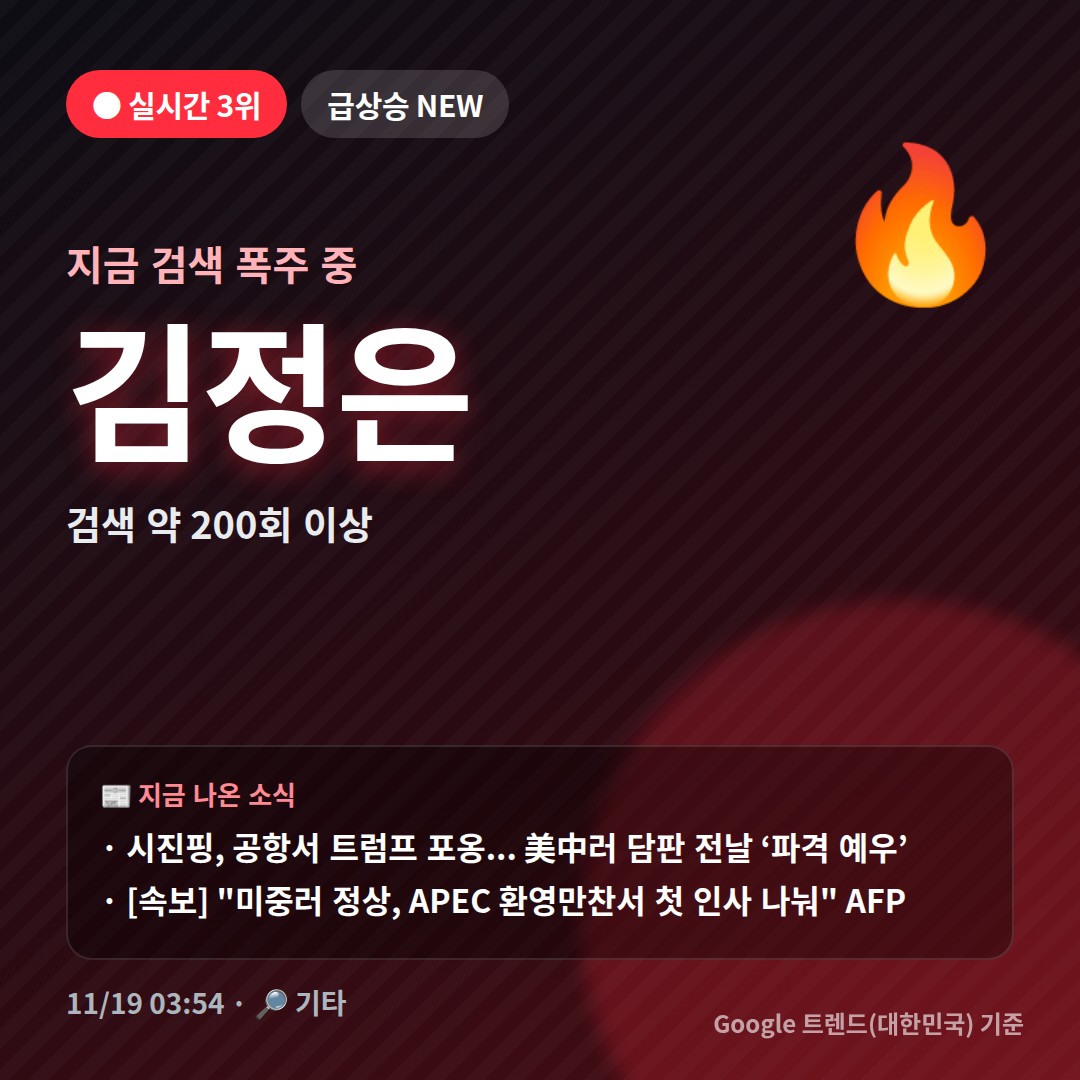 실시간 3위
급상승 NEW
지금 검색 폭주 중
김정은
검색 약 200회 이상
📰 지금 나온 소식
· 시진핑, 공항서 트럼프 포옹... 美中러 담판 전날 ‘파격 예우’
· [속보] "미중러 정상, APEC 환영만찬서 첫 인사 나눠" AFP
11/19 03:54 · 🔎 기타
Google 트렌드(대한민국) 기준